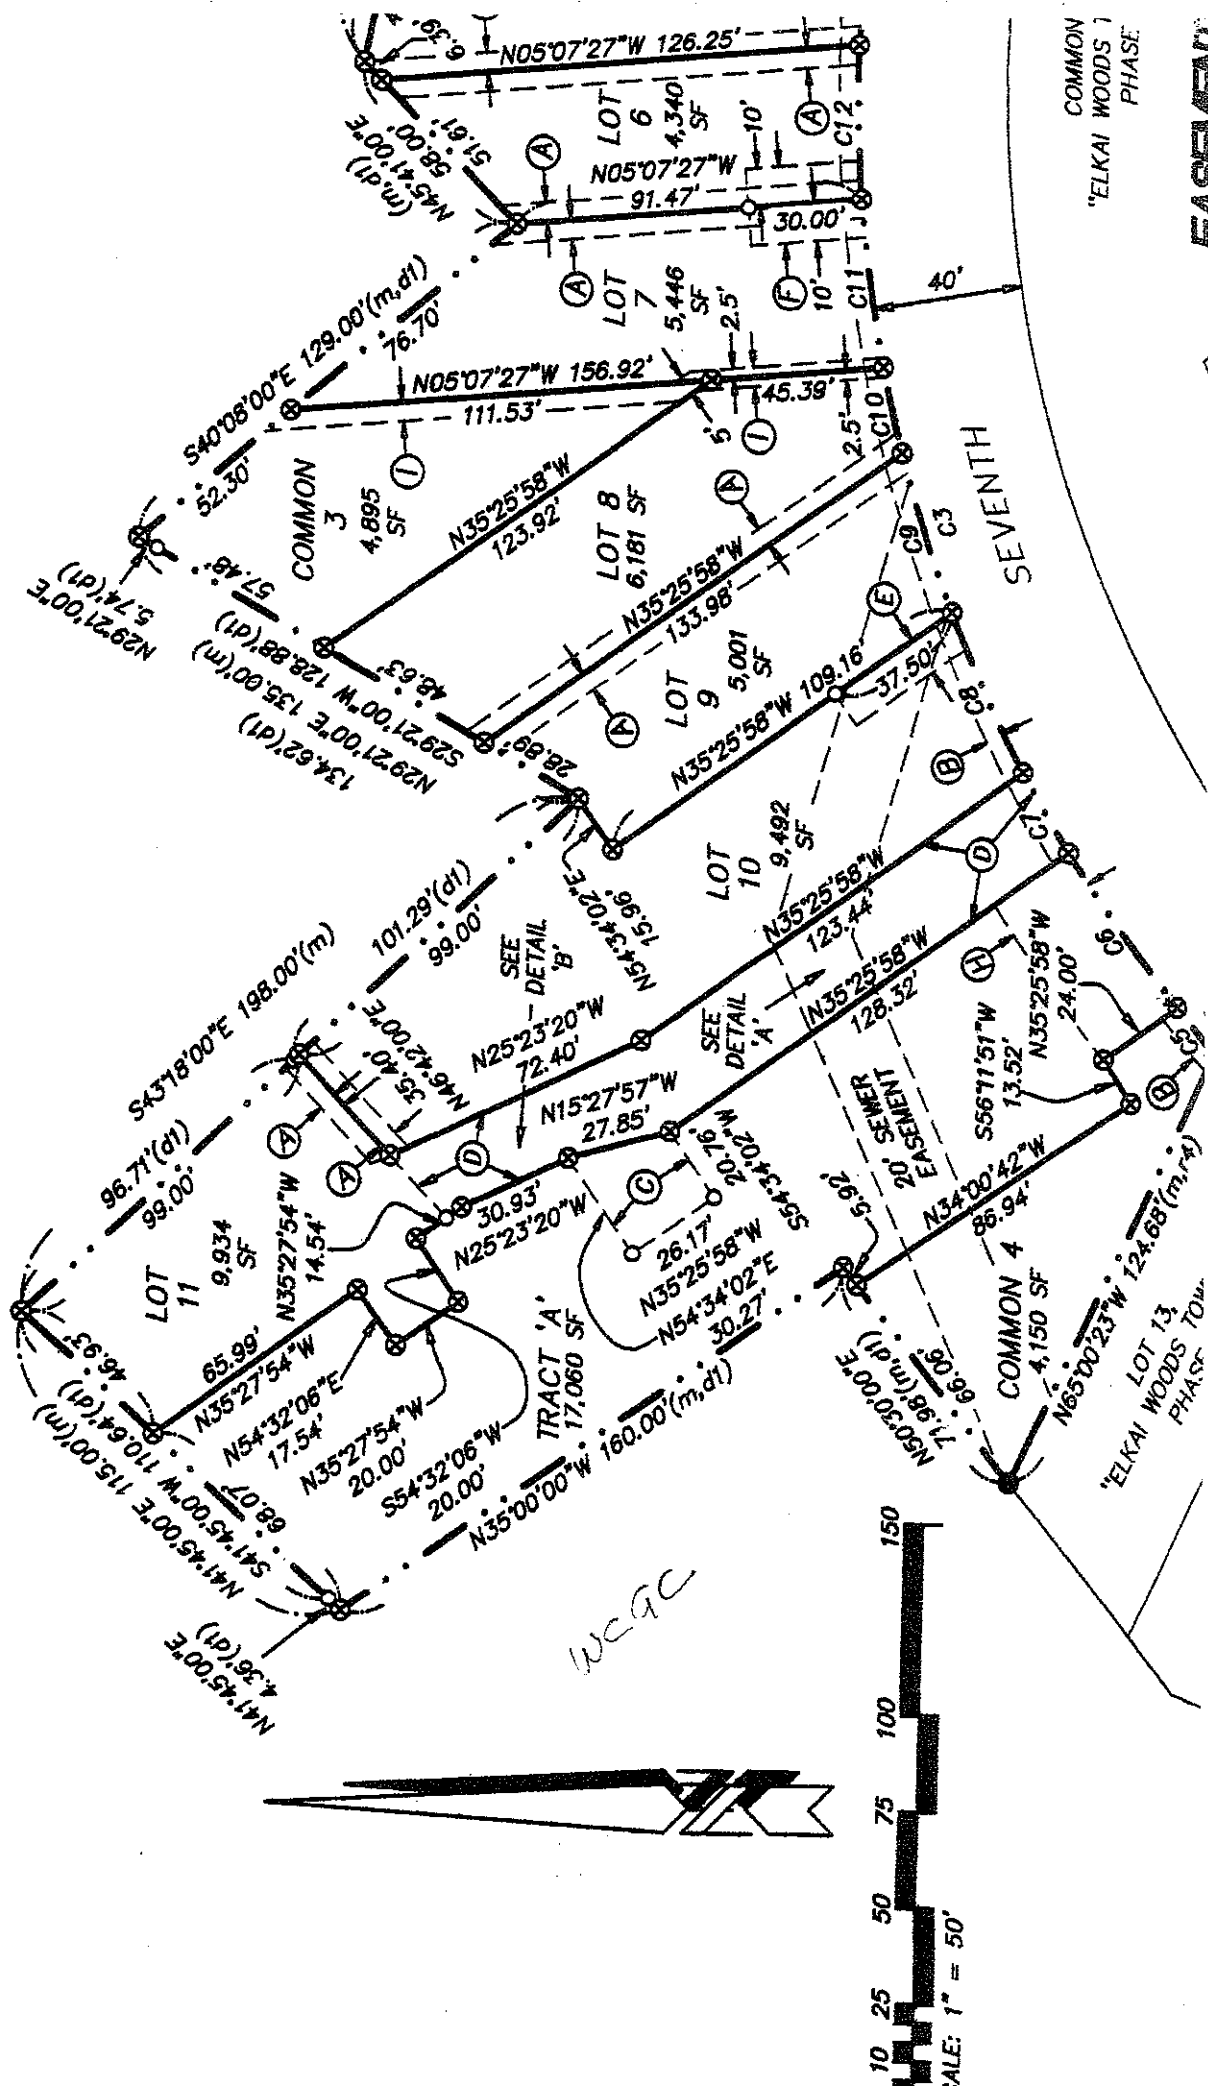 6.39'
N05°07'27"W 126.25'
COMMON
"ELKAI WOODS
PHASE
LOT
6
4,340
SF
10'
A
C12
N45°41'00"E
58.00'
(m,d1)
51.61'
A
N05°07'27"W
91.47'
30.00'
A
LOT
7
5,446
SF
2.5'
F
10'
C11
40'
S40°08'00"E 129.00'(m,d1)
76.70'
N05°07'27"W 156.92'
111.53'
45.39'
5'
I
2.5'
C10
52.30'
COMMON
3
4,895
SF
I
N35°25'58"W
123.92'
LOT 8
6,181 SF
A
SEVENTH
N29°21'00"E
5.74'(d1)
57.48'
S29°21'00"W 128.88'(d1)
N29°21'00"E 135.00'(m)
134.62'(d1)
48.63'
N35°25'58"W
133.98'
C9
C3
E
A
LOT
9
5,001
SF
28.89'
N35°25'58"W 109.16'
37.50'
C8
B
S43°18'00"E 198.00'(m)
101.29'(d1)
99.00'
N54°34'02"E
15.96'
LOT
10
9,492
SF
C7
D
SEE
DETAIL
'B'
N35°25'58"W
123.44'
N46°42'00"E
35.40'
N25°23'20"W
72.40'
SEE
DETAIL
'A'
N35°25'58"W
128.32'
H
C6
N35°25'58"W
24.00'
S56°11'51"W
13.52'
C5
B
96.71'(d1)
99.00'
A
A
D
N15°27'57"W
27.85'
20' SEWER
EASEMENT
LOT
11
9,934
SF
N35°27'54"W
14.54'
30.93'
N25°23'20"W
C
20.76'
S54°34'02"W
26.17'
N35°25'58"W
N54°34'02"E
30.27'
5.92'
N34°00'42"W
86.94'
46.93'
65.99'
N35°27'54"W
N54°32'06"E
17.54'
N35°27'54"W
20.00'
S54°32'06"W
20.00'
TRACT 'A'
17,060 SF
N35°00'00"W 160.00'(m,d1)
N50°30'00"E
71.98'(m,d1)
66.06'
COMMON 4
4,150 SF
N65°00'23"W 124.68'(m,r4)
LOT 13,
"ELKAI WOODS
PHASE
S41°45'00"W 110.64'(d1)
N41°45'00"E 115.00'(m)
68.07'
N41°45'00"E
4.36'(d1)
WCGC
10 25 50 75 100 150
1" = 50'